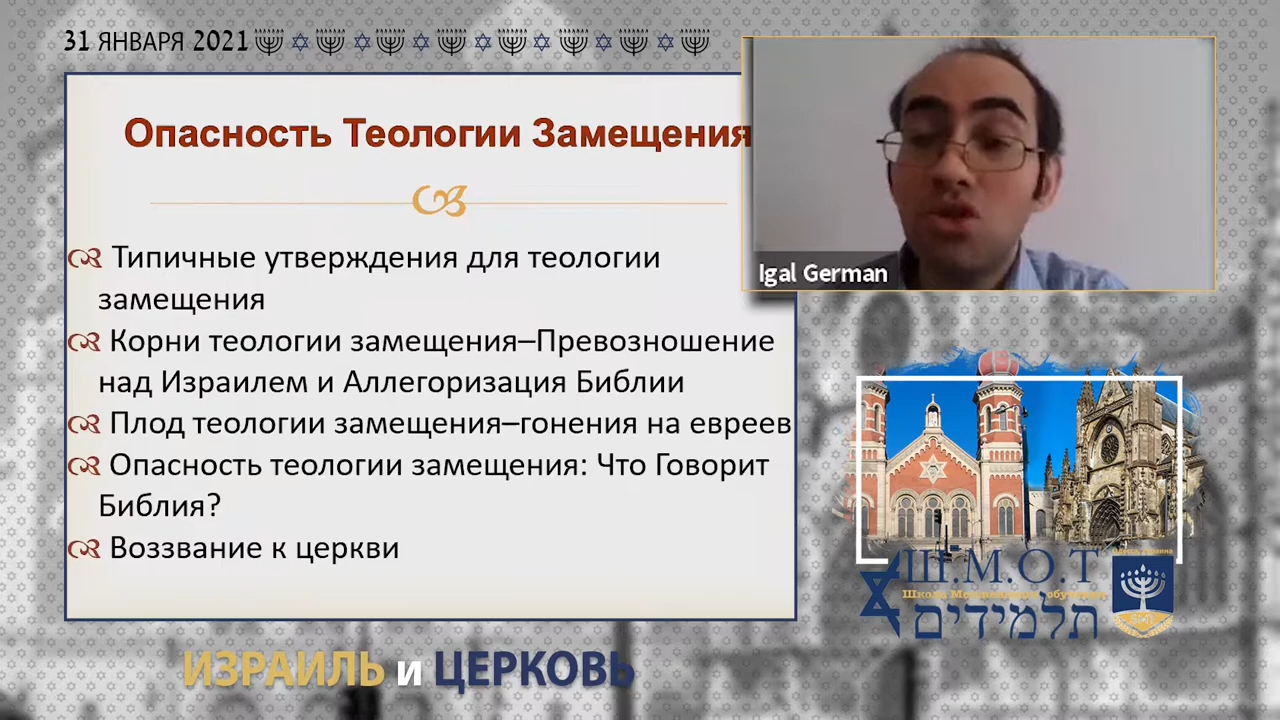 31 ЯНВАРЯ 2021
Опасность Теологии Замещения
Типичные утверждения для теологии
замещения
Корни теологии замещения–Превозношение
над Израилем и Аллегоризация Библии
Плод теологии замещения–гонения на евреев
Опасность теологии замещения: Что Говорит
Библия?
Воззвание к церкви
Igal German
Ш.М.О.Т
Школа обучения
תלמידים
ИЗРАИЛЬ и ЦЕРКОВЬ